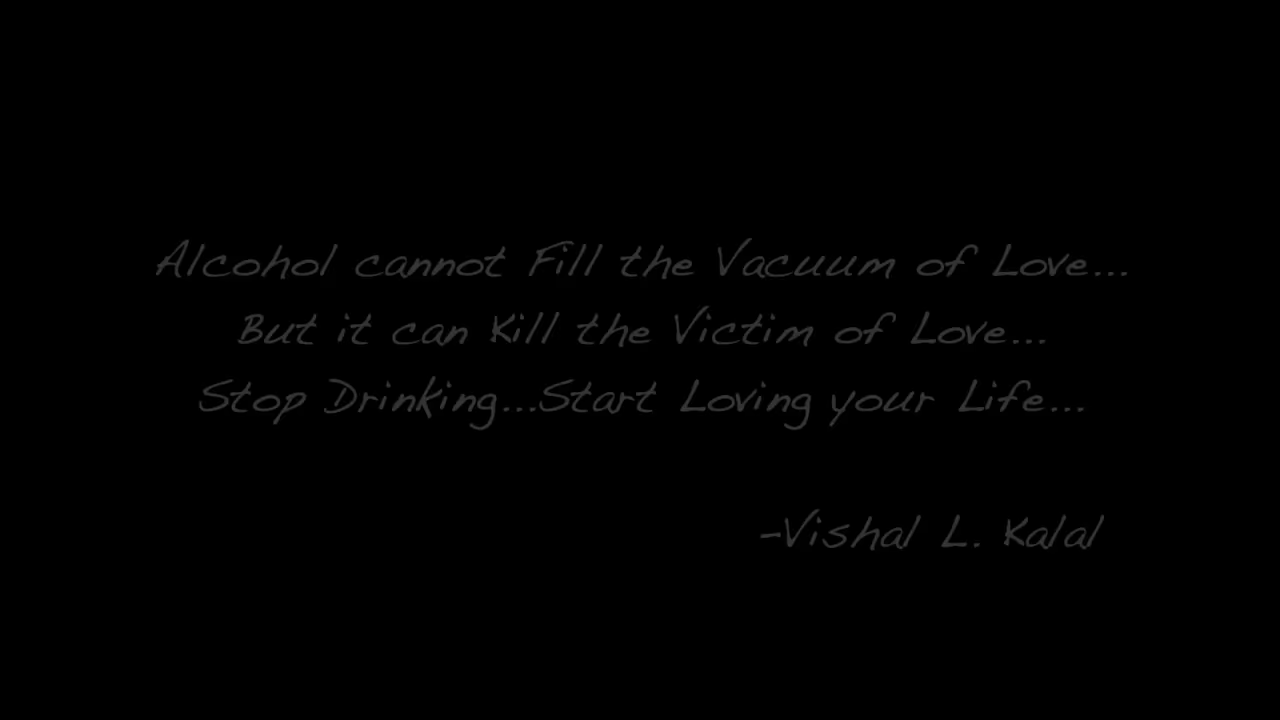 Alcohol cannot Fill the Vacuum of Love...
But it can Kill the Victim of Love...
Stop Drinking...Start Loving your Life...
-Vishal L. Kalal